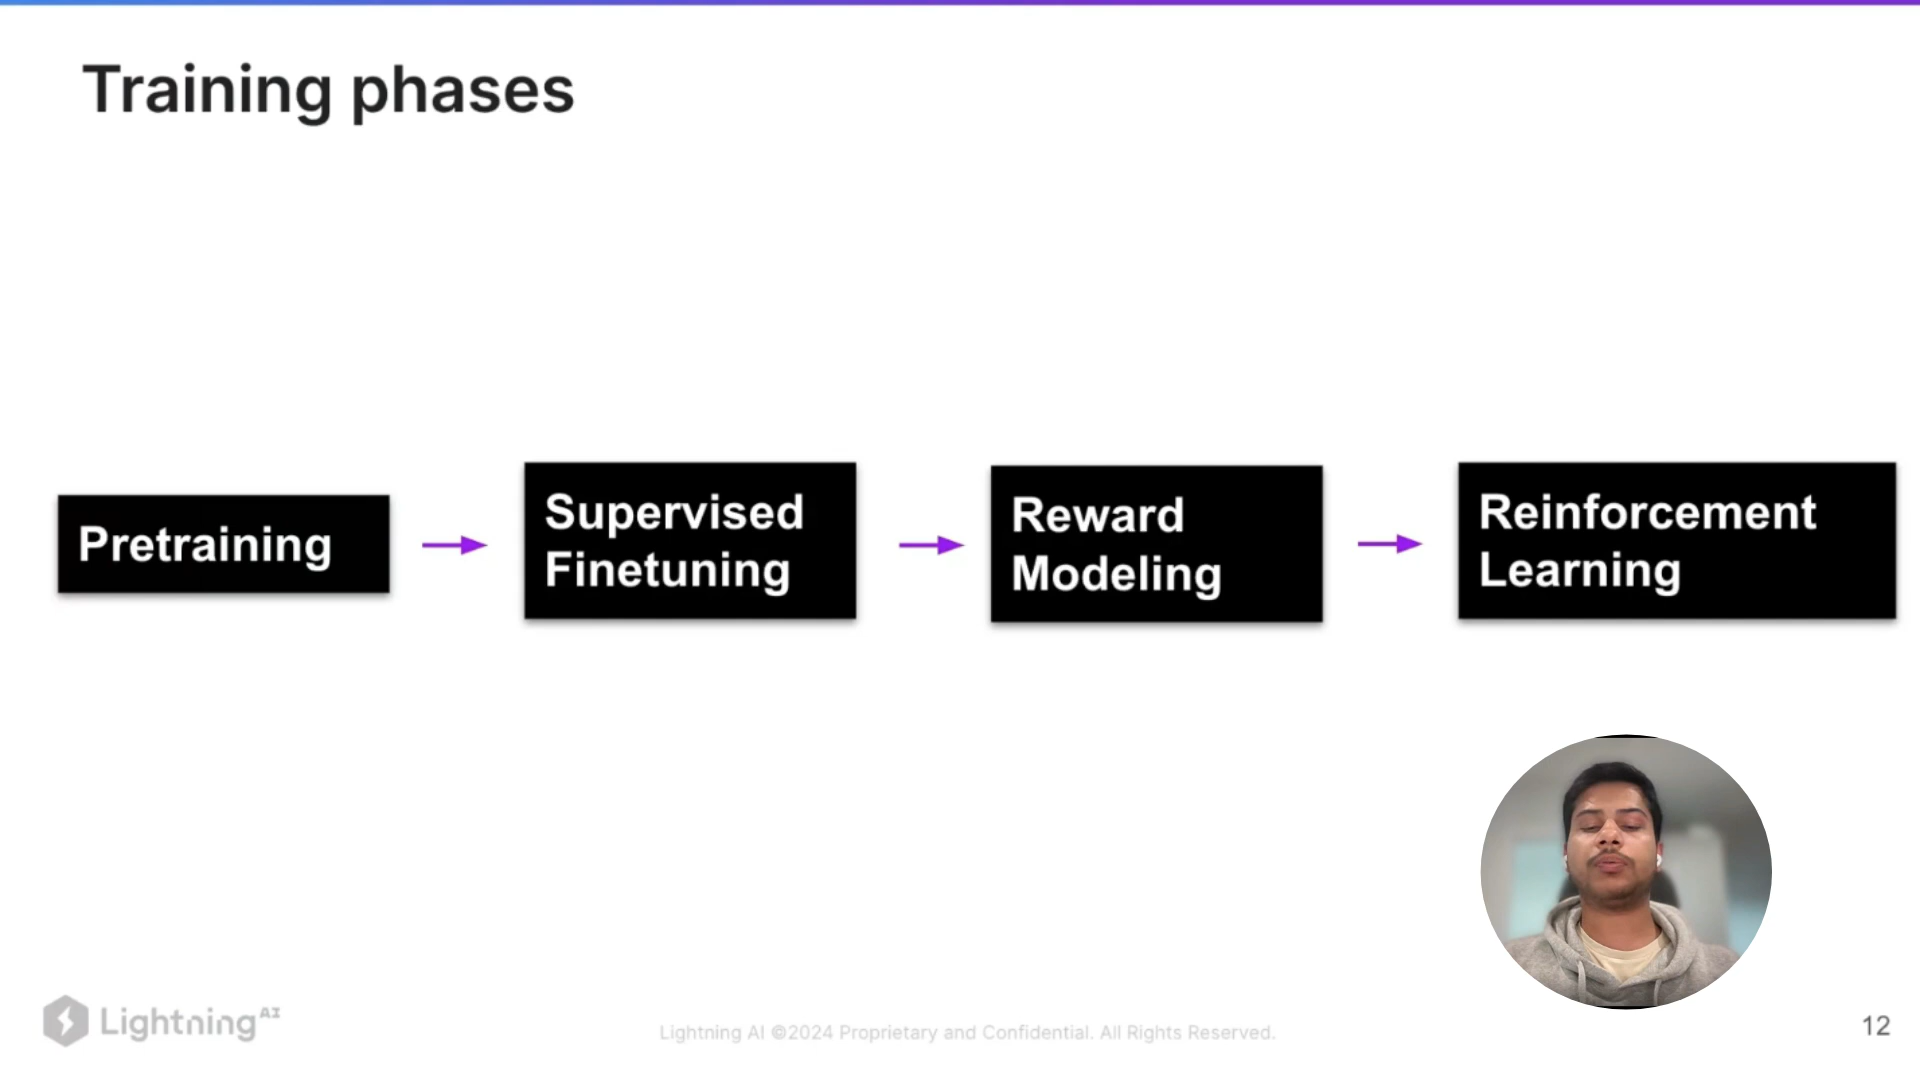 Training phases
Pretraining
Supervised
Finetuning
Reward
Modeling
Reinforcement
Learning
Lightning AI
Lightning AI ©2024 Proprietary and Confidential. All Rights Reserved.
12